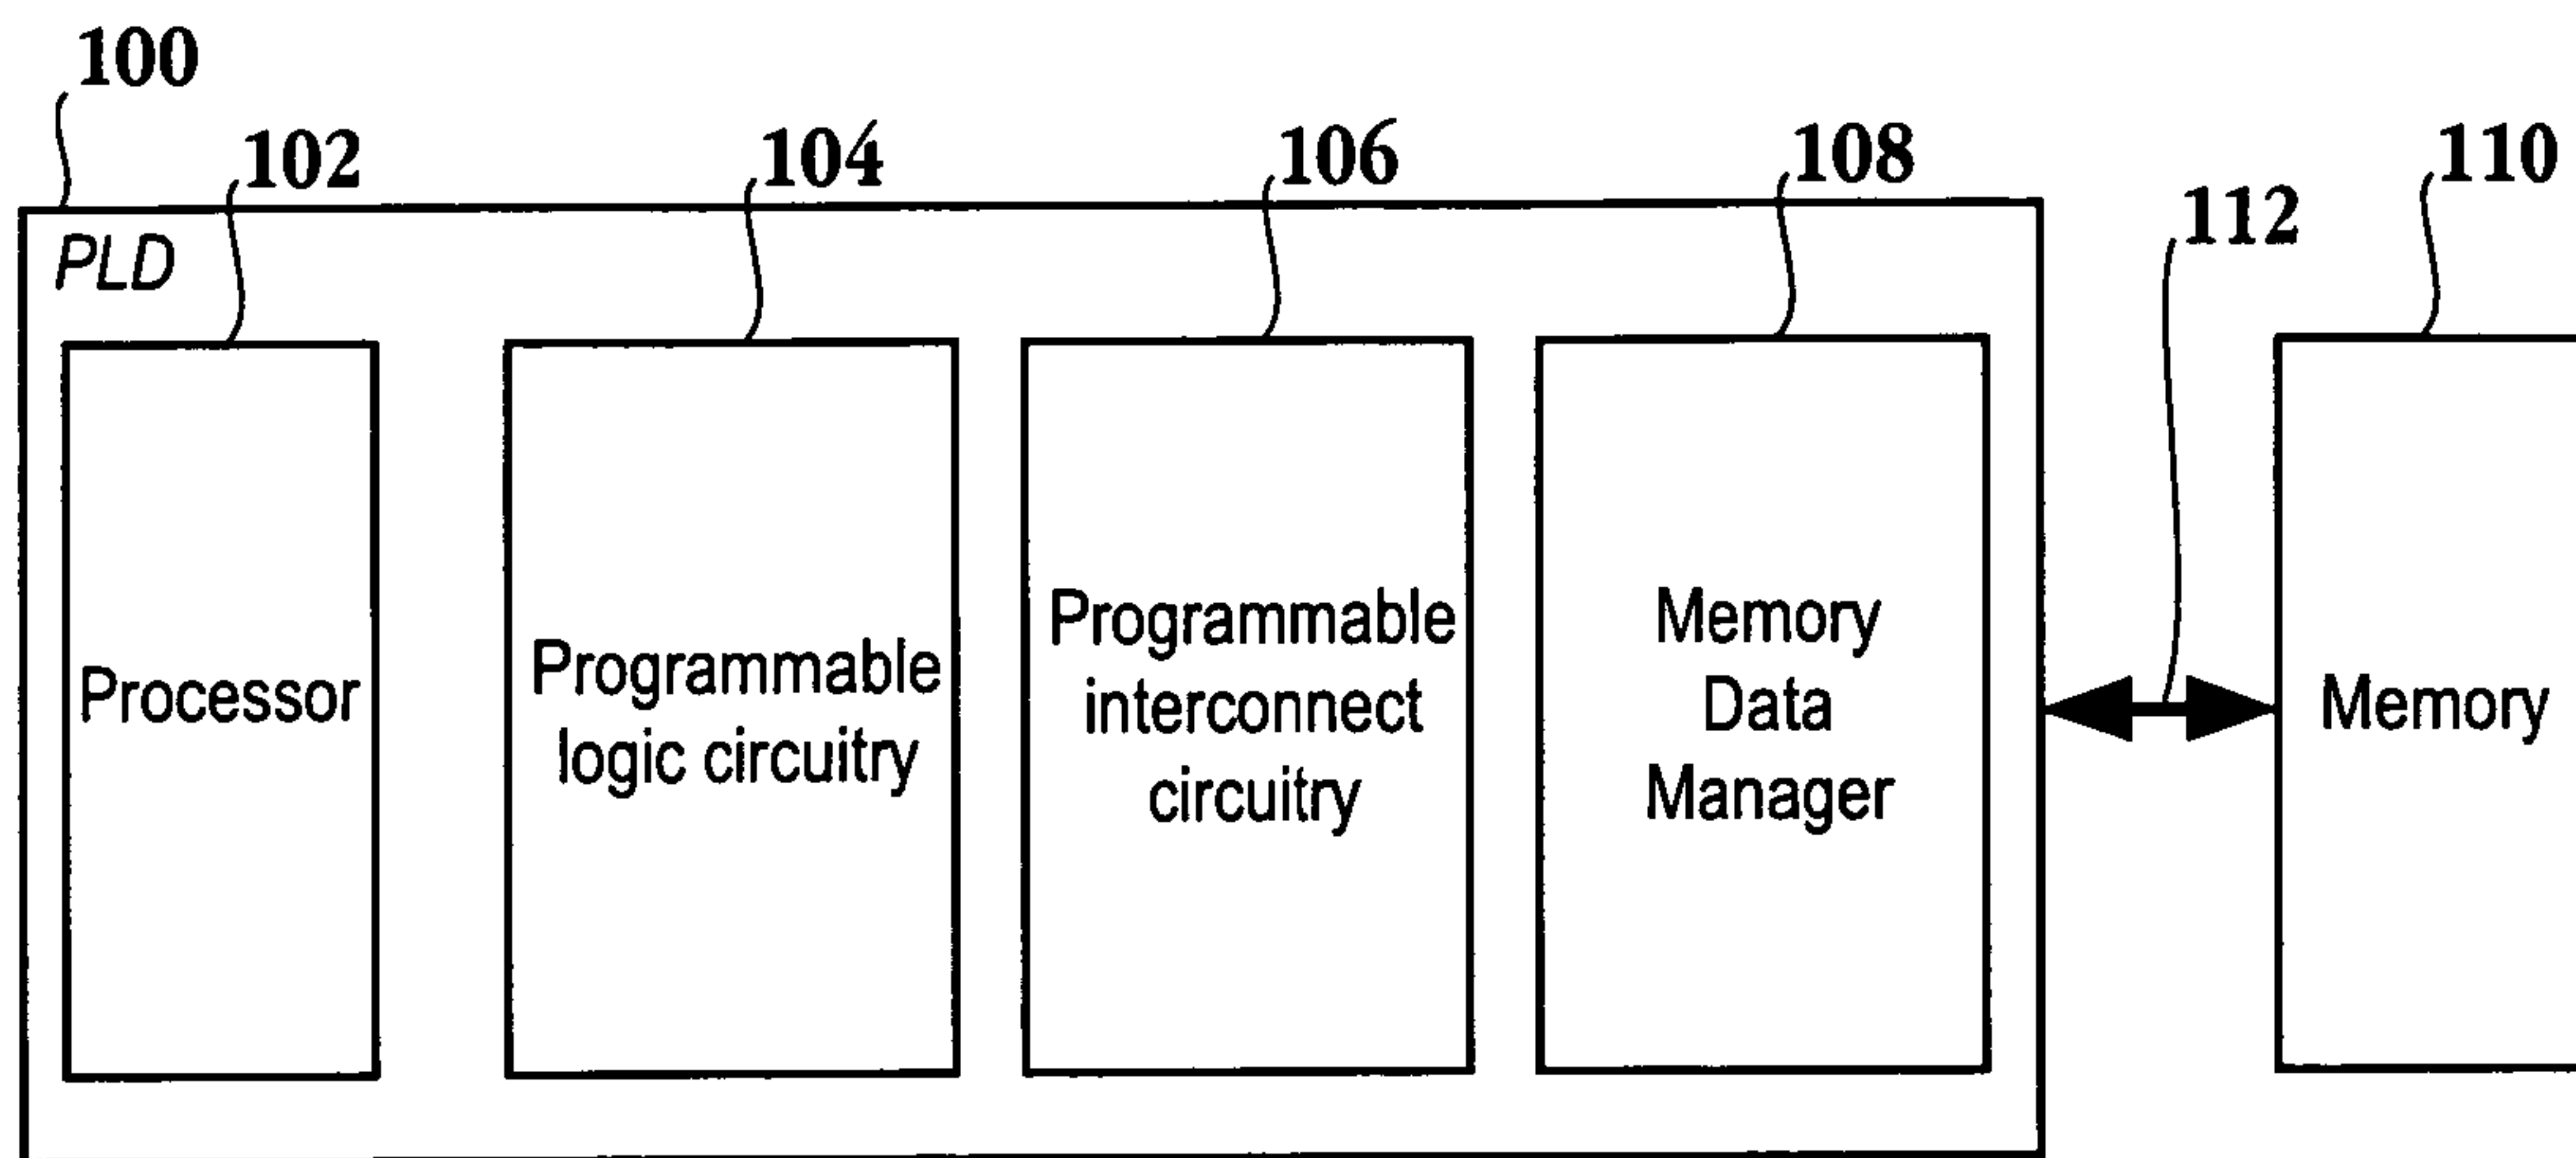 100
102
104
106
108
110
112
PLD
Processor
Programmable
logic circuitry
Programmable
interconnect
circuitry
Memory
Data
Manager
Memory